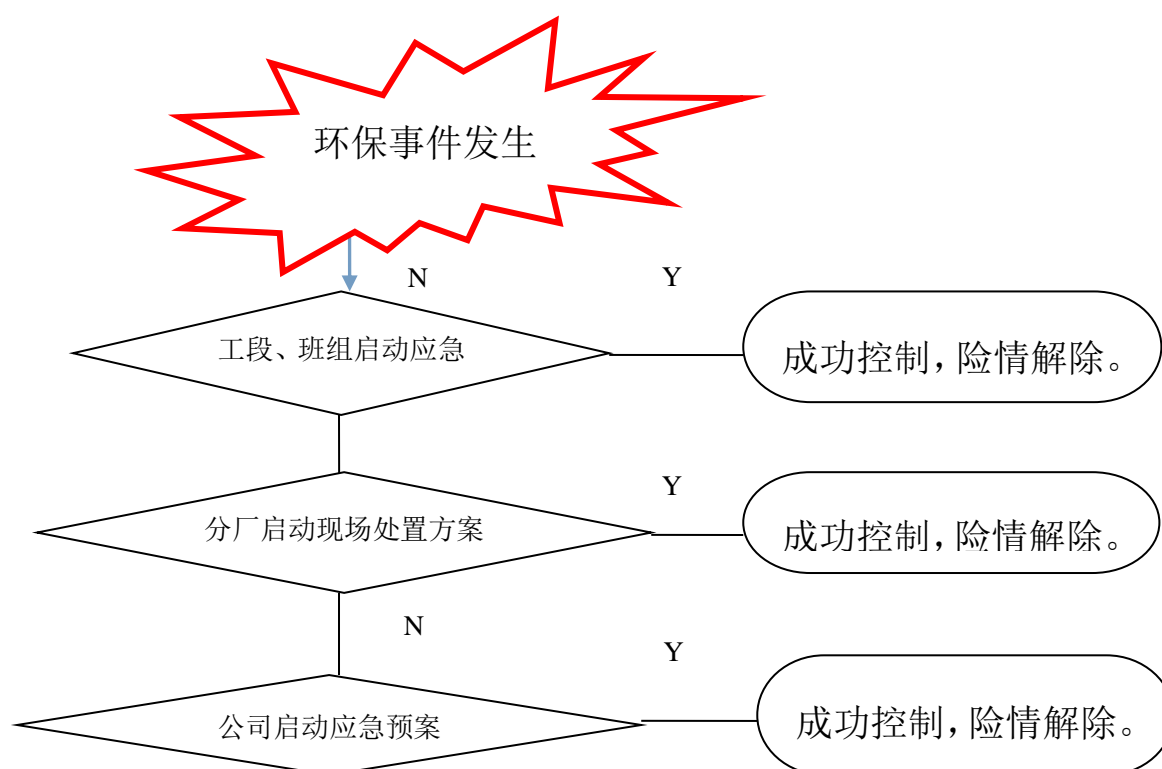 环保事件发生
N
Y
工段、班组启动应急
成功控制，险情解除。
Y
分厂启动现场处置方案
成功控制，险情解除。
N
Y
公司启动应急预案
成功控制，险情解除。